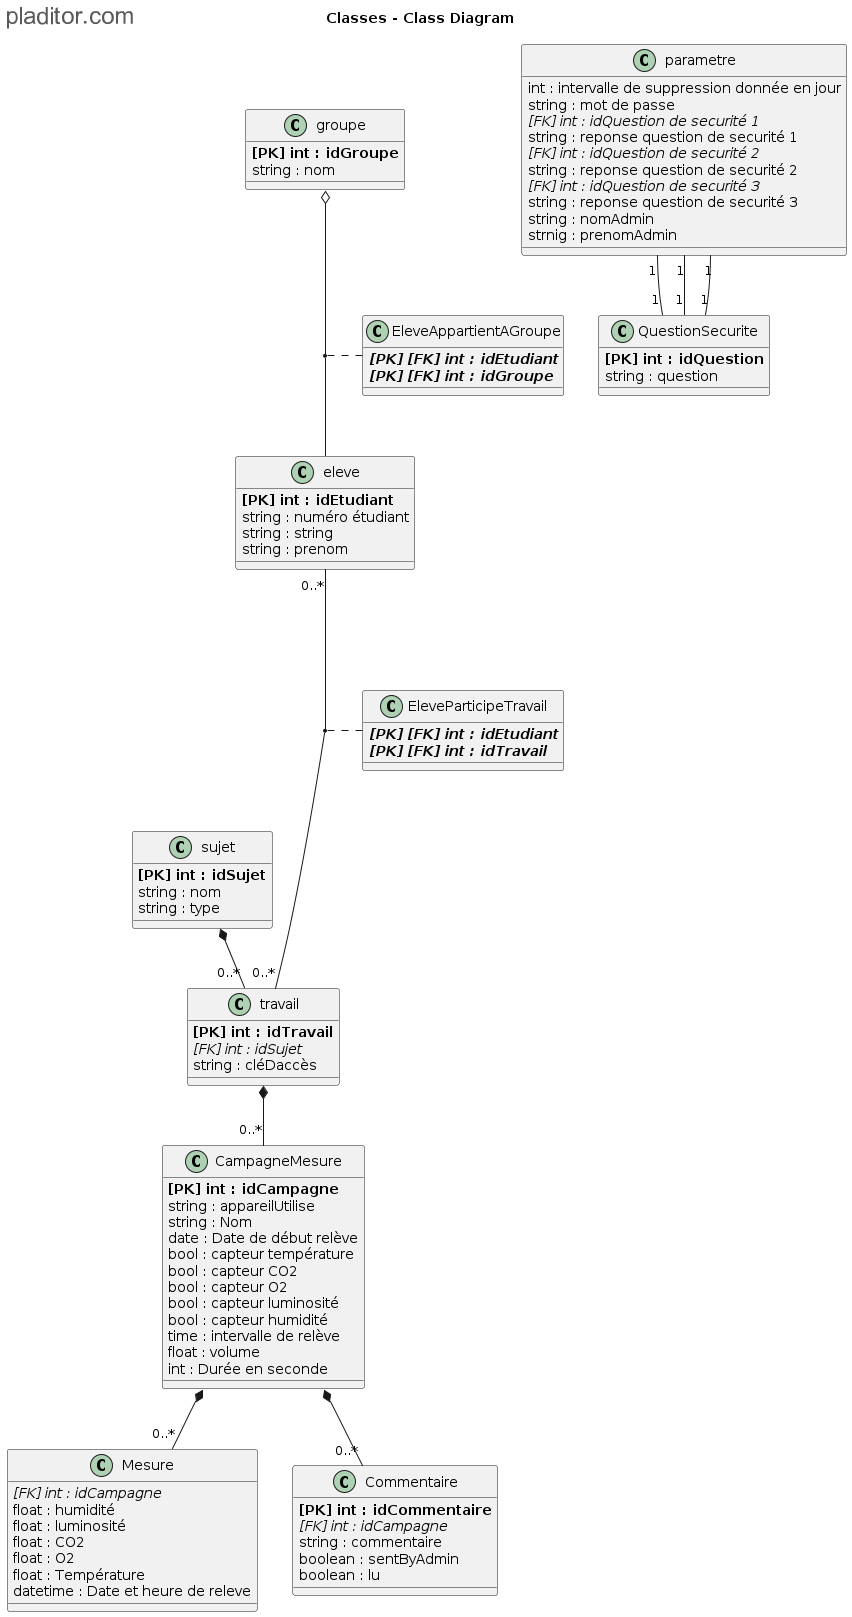 pladitor.com
Classes - Class Diagram
C parametre
int : intervalle de suppression donnée en jour
string : mot de passe
[FK] int : idQuestion de securité 1
string : reponse question de securité 1
[FK] int : idQuestion de securité 2
string : reponse question de securité 2
[FK] int : idQuestion de securité 3
string : reponse question de securité 3
string : nomAdmin
strnig : prenomAdmin
C groupe
[PK] int : idGroupe
string : nom
1 1 1
1 1 1
C EleveAppartientAGroupe
[PK] [FK] int : idEtudiant
[PK] [FK] int : idGroupe
C QuestionSecurite
[PK] int : idQuestion
string : question
C eleve
[PK] int : idEtudiant
string : numéro étudiant
string : string
string : prenom
0..*
C EleveParticipeTravail
[PK] [FK] int : idEtudiant
[PK] [FK] int : idTravail
C sujet
[PK] int : idSujet
string : nom
string : type
0..* 0..*
C travail
[PK] int : idTravail
[FK] int : idSujet
string : cléDaccès
0..*
C CampagneMesure
[PK] int : idCampagne
string : appareilUtilise
string : Nom
date : Date de début relève
bool : capteur température
bool : capteur CO2
bool : capteur O2
bool : capteur luminosité
bool : capteur humidité
time : intervalle de relève
float : volume
int : Durée en seconde
0..* 0..*
C Mesure
[FK] int : idCampagne
float : humidité
float : luminosité
float : CO2
float : O2
float : Température
datetime : Date et heure de releve
C Commentaire
[PK] int : idCommentaire
[FK] int : idCampagne
string : commentaire
boolean : sentByAdmin
boolean : lu